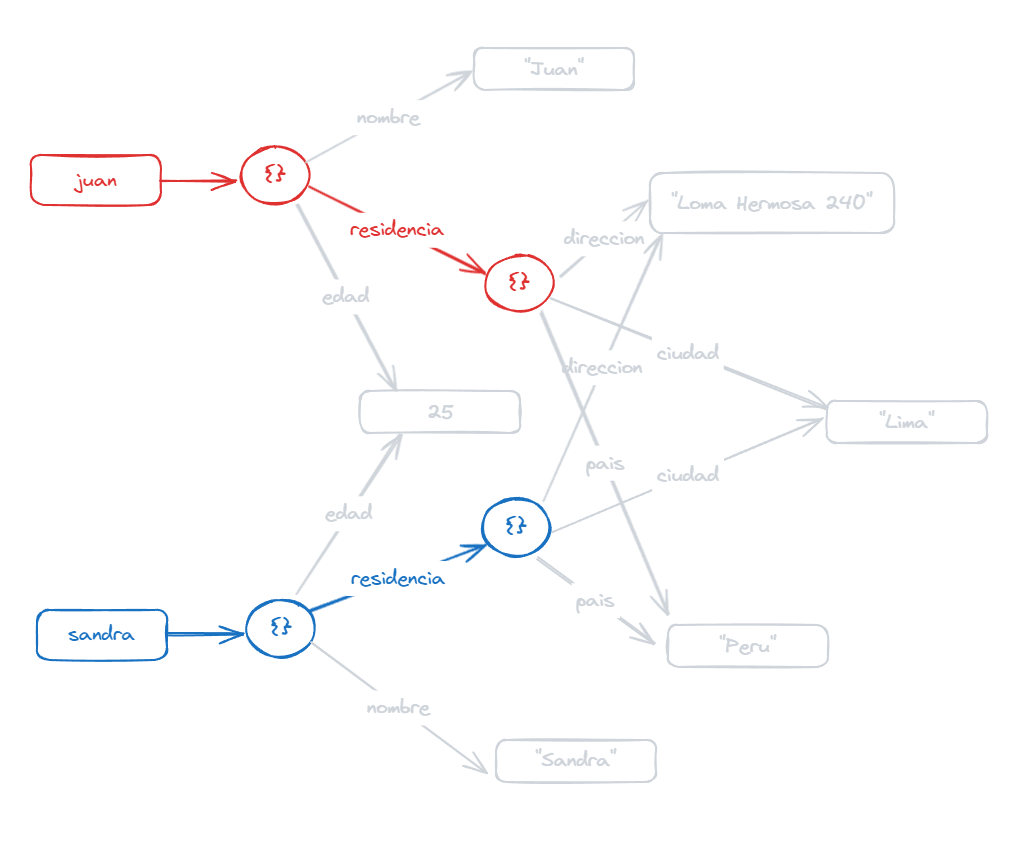 "Juan"
nombre
juan
{}
"Loma Hermosa 240"
residencia
direccion
{}
edad
ciudad
direccion
25
"Lima"
pais
ciudad
edad
{}
residencia
pais
sandra
{}
"Peru"
nombre
"Sandra"